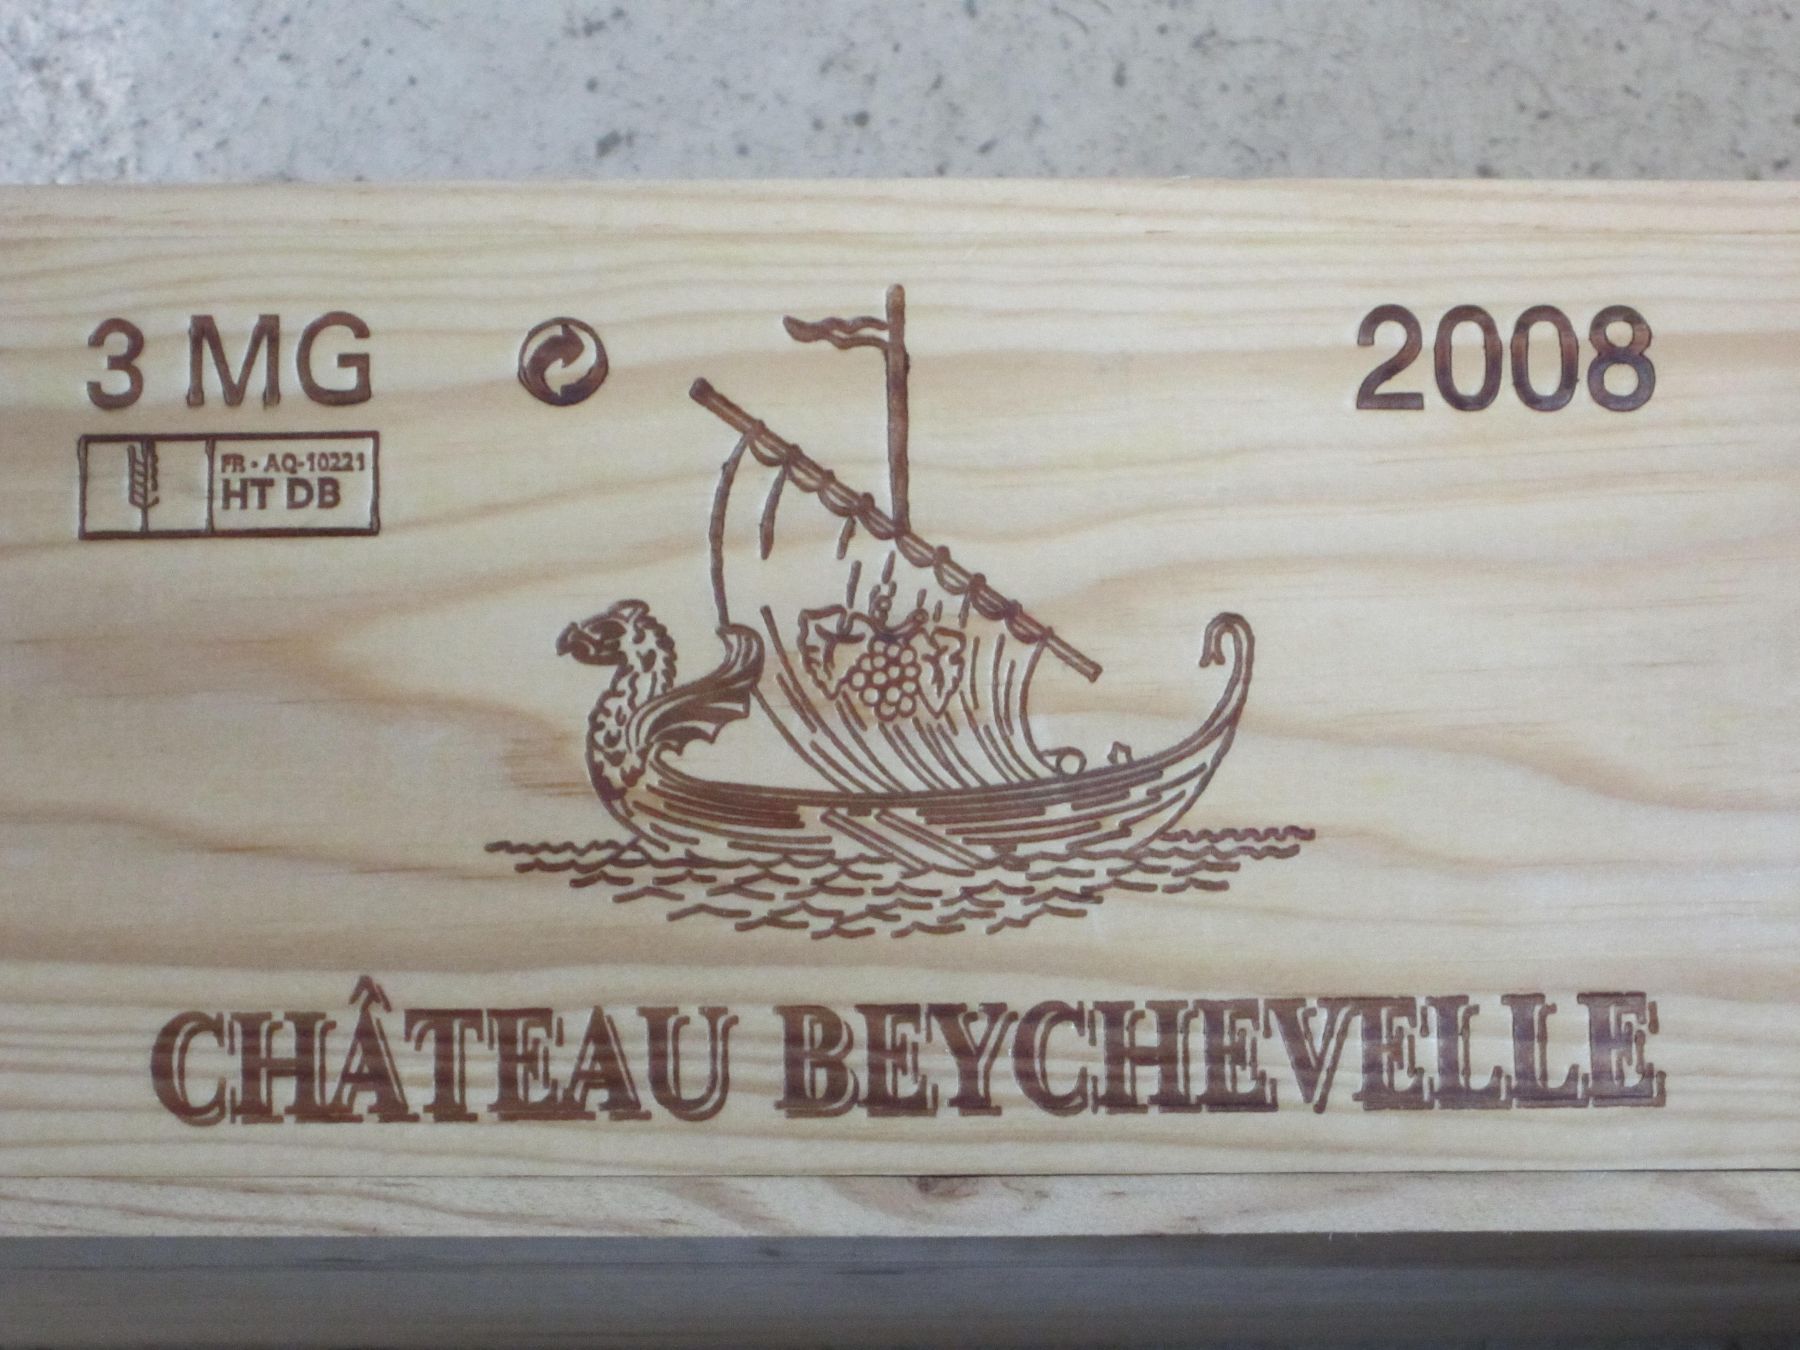 3 MG
2008
FR - AQ-10221
HT DB
CHÂTEAU BEYCHEVELLE